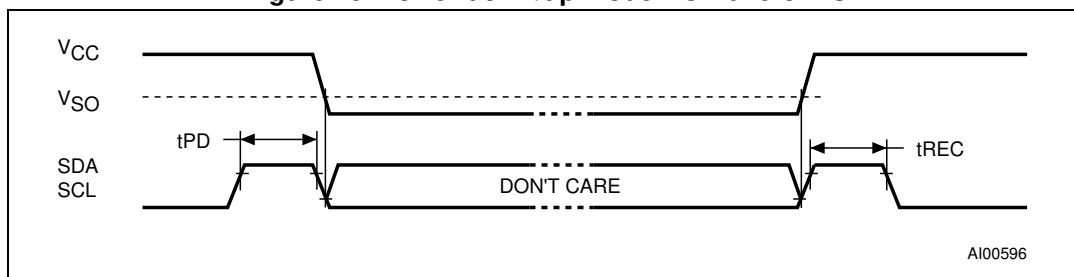 VCC
VSO
tPD
tREC
SDA
SCL
DON'T CARE
AI00596